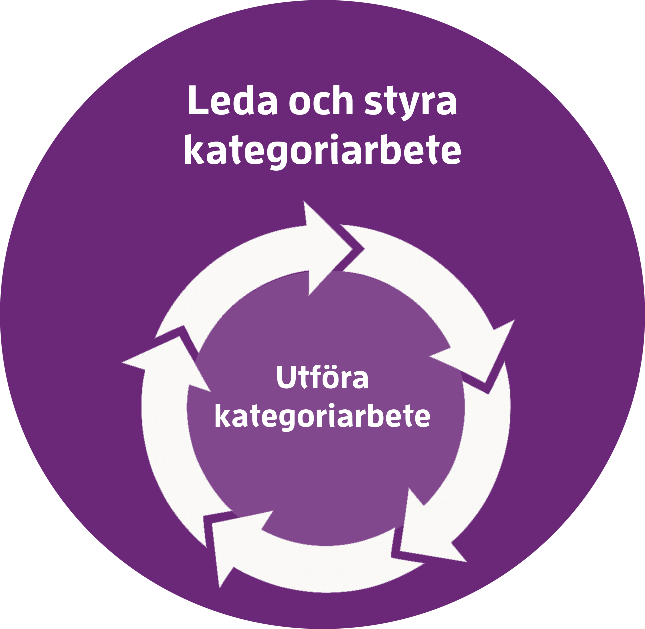 Leda och styra
kategoriarbete
Utföra
kategoriarbete